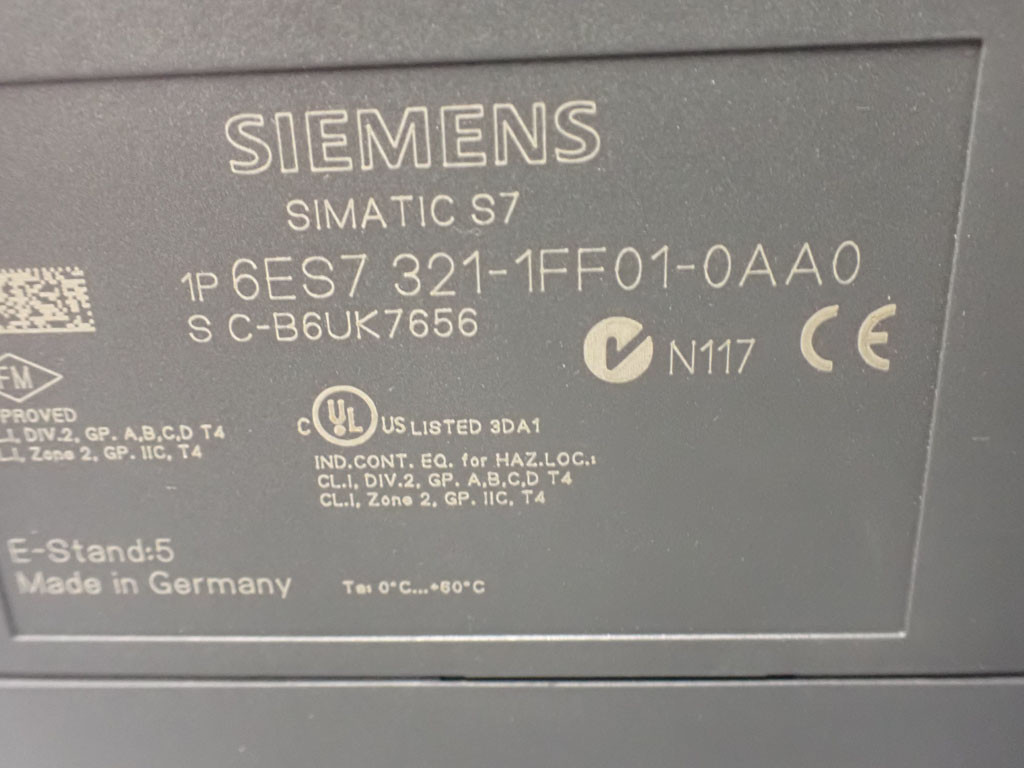 SIEMENS
SIMATIC S7
1P 6ES7 321-1FF01-0AA0
S C-B6UK7656
N117 CE
FM
PROVED
L.I, DIV.2, GP. A,B,C,D T4
L.I, Zone 2, GP. IIC, T4
C UL US LISTED 3DA1
IND.CONT. EQ. for HAZ.LOC.:
CL.I, DIV.2, GP. A,B,C,D T4
CL.I, Zone 2, GP. IIC, T4
E-Stand:5
Made in Germany
Ta: 0°C...+60°C